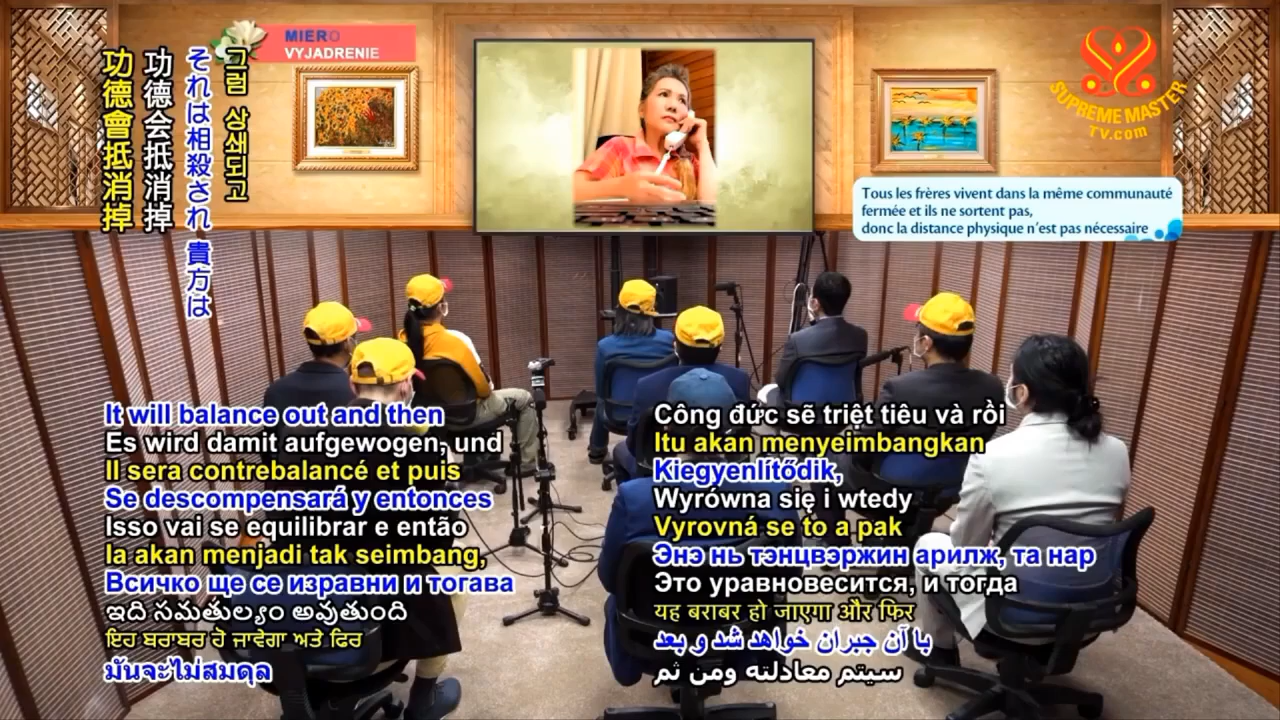 MIERO
VYJADRENIE
그럼 상쇄되고
それは相殺され 貴方は
功德会抵消掉
功德會抵消掉
SUPREME MASTER
TV.com
Tous les frères vivent dans la même communauté
fermée et ils ne sortent pas,
donc la distance physique n'est pas nécessaire
It will balance out and then
Es wird damit aufgewogen, und
Il sera contrebalancé et puis
Se descompensará y entonces
Isso vai se equilibrar e então
Ia akan menjadi tak seimbang,
Всичко ще се изравни и тогава
ఇది సమతుల్యం అవుతుంది
ਇਹ ਬਰਾਬਰ ਹੋ ਜਾਵੇਗਾ ਅਤੇ ਫਿਰ
มันจะไม่สมดุล
Công đức sẽ triệt tiêu và rồi
Itu akan menyeimbangkan
Kiegyenlítődik,
Wyrówna się i wtedy
Vyrovná se to a pak
Энэ нь тэнцвэржин арилж, та нар
Это уравновесится, и тогда
यह बराबर हो जाएगा और फिर
با آن جبران خواهد شد و بعد
سيتم معادلته ومن ثم